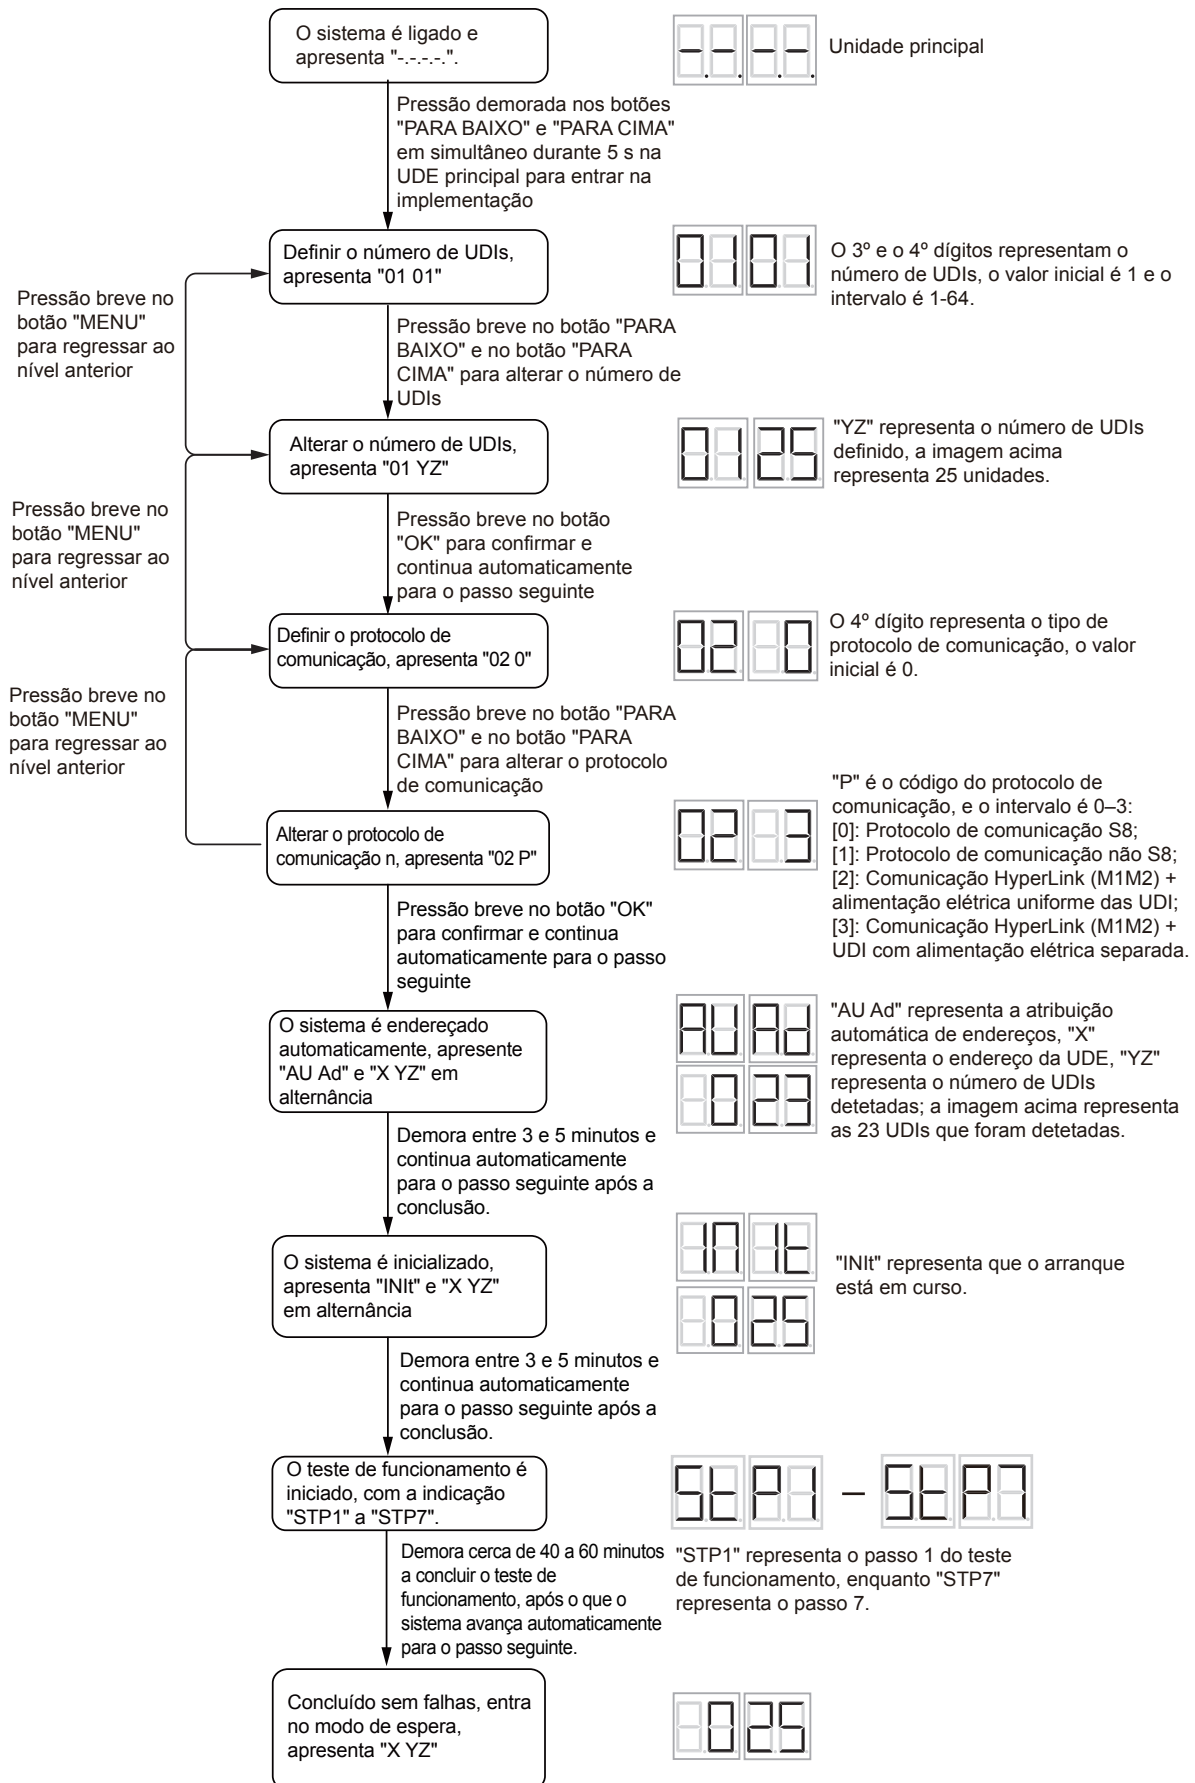 O sistema é ligado e
apresenta "-.-.-.-.".
Unidade principal
Pressão demorada nos botões
"PARA BAIXO" e "PARA CIMA"
em simultâneo durante 5 s na
UDE principal para entrar na
implementação
Definir o número de UDIs,
apresenta "01 01"
0101
O 3º e o 4º dígitos representam o
número de UDIs, o valor inicial é 1 e o
intervalo é 1-64.
Pressão breve no
botão "MENU"
para regressar ao
nível anterior
Pressão breve no botão "PARA
BAIXO" e no botão "PARA
CIMA" para alterar o número de
UDIs
Alterar o número de UDIs,
apresenta "01 YZ"
0125
"YZ" representa o número de UDIs
definido, a imagem acima
representa 25 unidades.
Pressão breve no
botão "MENU"
para regressar ao
nível anterior
Pressão breve no botão
"OK" para confirmar e
continua automaticamente
para o passo seguinte
Definir o protocolo de
comunicação, apresenta "02 0"
02 0
O 4º dígito representa o tipo de
protocolo de comunicação, o valor
inicial é 0.
Pressão breve no
botão "MENU"
para regressar ao
nível anterior
Pressão breve no botão "PARA
BAIXO" e no botão "PARA
CIMA" para alterar o protocolo
de comunicação
Alterar o protocolo de
comunicação n, apresenta "02 P"
02 3
"P" é o código do protocolo de
comunicação, e o intervalo é 0–3:
[0]: Protocolo de comunicação S8;
[1]: Protocolo de comunicação não S8;
[2]: Comunicação HyperLink (M1M2) +
alimentação elétrica uniforme das UDI;
[3]: Comunicação HyperLink (M1M2) +
UDI com alimentação elétrica separada.
Pressão breve no botão "OK"
para confirmar e continua
automaticamente para o passo
seguinte
O sistema é endereçado
automaticamente, apresente
"AU Ad" e "X YZ" em
alternância
AU Ad
023
"AU Ad" representa a atribuição
automática de endereços, "X"
representa o endereço da UDE, "YZ"
representa o número de UDIs
detetadas; a imagem acima representa
as 23 UDIs que foram detetadas.
Demora entre 3 e 5 minutos e
continua automaticamente
para o passo seguinte após a
conclusão.
O sistema é inicializado,
apresenta "INIt" e "X YZ"
em alternância
INIt
025
"INIt" representa que o arranque
está em curso.
Demora entre 3 e 5 minutos e
continua automaticamente
para o passo seguinte após a
conclusão.
O teste de funcionamento é
iniciado, com a indicação
"STP1" a "STP7".
StP1 – StP7
"STP1" representa o passo 1 do teste
de funcionamento, enquanto "STP7"
representa o passo 7.
Demora cerca de 40 a 60 minutos
a concluir o teste de
funcionamento, após o que o
sistema avança automaticamente
para o passo seguinte.
Concluído sem falhas, entra
no modo de espera,
apresenta "X YZ"
025